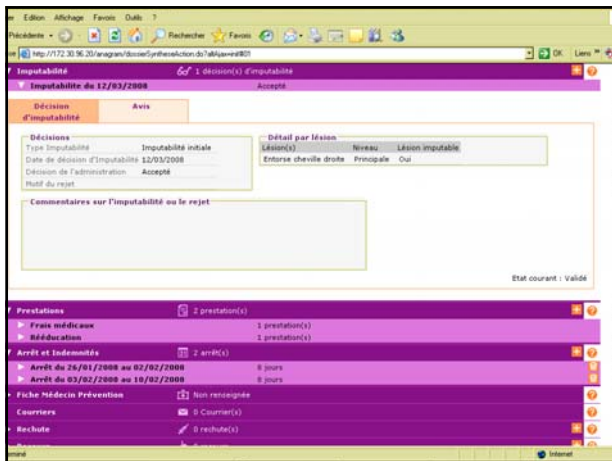 Edition Affichage Favoris Outils ?
Précédente Rechercher Favoris
http://172.30.96.20/anagram/dossierSyntheseAction.do?abAjax=init#01 OK Liens
Imputabilité 1 décision(s) d'imputabilité
Imputabilite du 12/03/2008 Accepté
Décision d'imputabilité Avis
Décisions
Type Imputabilité Imputabilité initiale
Date de décision d'Imputabilité 12/03/2008
Décision de l'administration Accepté
Motif du rejet
Détail par lésion
Lésion(s) Niveau Lésion imputable
Entorse cheville droite Principale Oui
Commentaires sur l'imputabilité ou le rejet
Etat courant : Validé
Prestations 2 prestation(s)
Frais médicaux 1 prestation(s)
Rééducation 1 prestation(s)
Arrêt et Indemnités 2 arrêt(s)
Arrêt du 26/01/2008 au 02/02/2008 8 jours
Arrêt du 03/02/2008 au 10/02/2008 8 jours
Fiche Médecin Prévention Non renseignée
Courriers 0 Courrier(s)
Rechute 0 rechute(s)
Internet